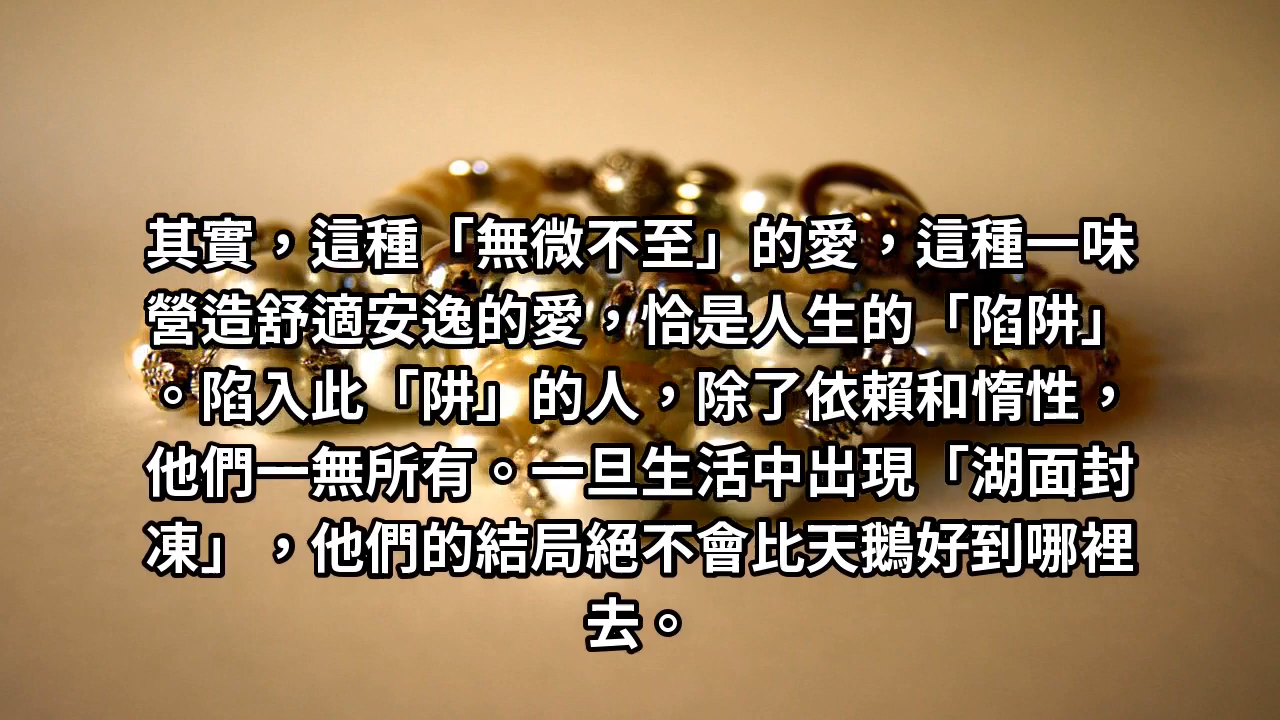 其實，這種「無微不至」的愛，這種一味
營造舒適安逸的愛，恰是人生的「陷阱」
。陷入此「阱」的人，除了依賴和惰性，
他們一無所有。一旦生活中出現「湖面封
凍」，他們的結局絕不會比天鵝好到哪裡
去。